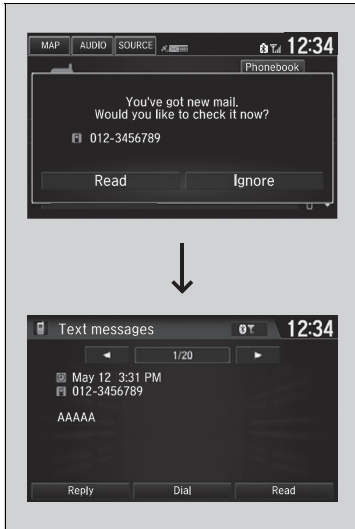 MAP AUDIO SOURCE 12:34
Phonebook
You've got new mail.
Would you like to check it now?
012-3456789
Read Ignore
Text messages 12:34
1/20
May 12 3:31 PM
012-3456789
AAAAA
Reply Dial Read